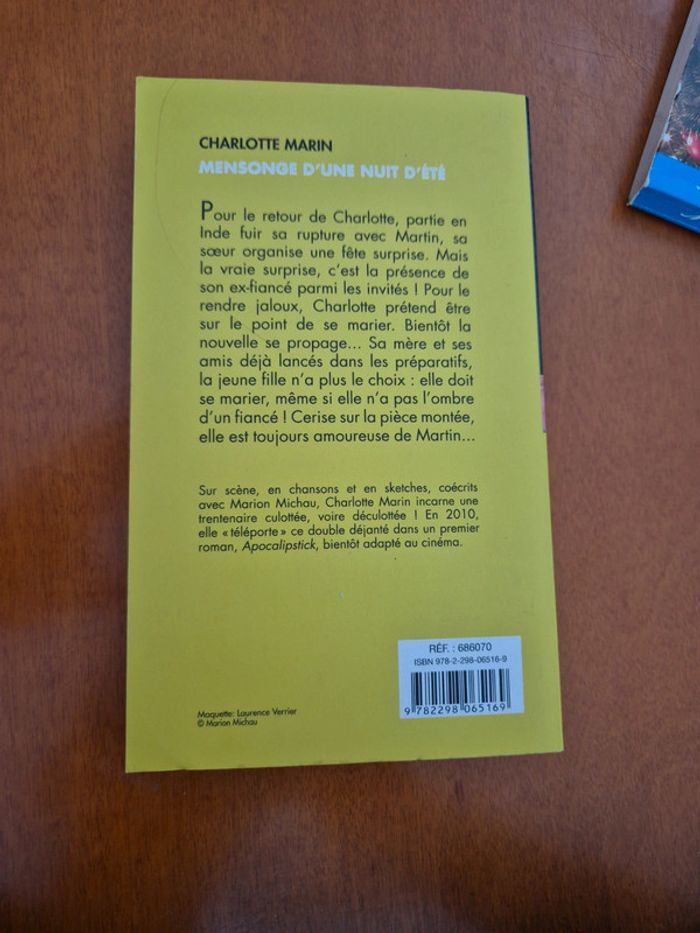 CHARLOTTE MARIN
MENSONGE D'UNE NUIT D'ÉTÉ
Pour le retour de Charlotte, partie en
Inde fuir sa rupture avec Martin, sa
sœur organise une fête surprise. Mais
la vraie surprise, c'est la présence de
son ex-fiancé parmi les invités ! Pour le
rendre jaloux, Charlotte prétend être
sur le point de se marier. Bientôt la
nouvelle se propage... Sa mère et ses
amis déjà lancés dans les préparatifs,
la jeune fille n'a plus le choix : elle doit
se marier, même si elle n'a pas l'ombre
d'un fiancé ! Cerise sur la pièce montée,
elle est toujours amoureuse de Martin...
Sur scène, en chansons et en sketches, coécrits
avec Marion Michau, Charlotte Marin incarne une
trentenaire culottée, voire déculottée ! En 2010,
elle « téléporte » ce double déjanté dans un premier
roman, Apocalipstick, bientôt adapté au cinéma.
RÉF. : 686070
ISBN 978-2-298-06516-9
9 782298 065169
Maquette: Laurence Verrier
© Marion Michau